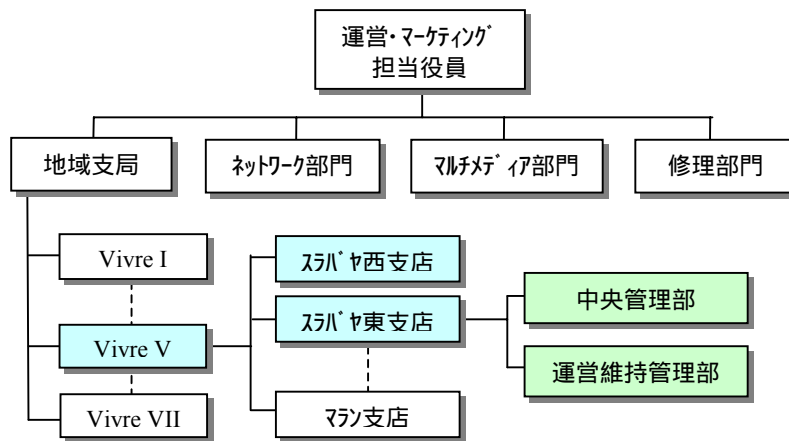 運営・ﾏｰｹﾃｨﾝｸﾞ
担当役員
地域支局
ﾈｯﾄﾜｰｸ部門
ﾏﾙﾁﾒﾃﾞｨｱ部門
修理部門
Vivre I
ｽﾗﾊﾞﾔ西支店
中央管理部
ｽﾗﾊﾞﾔ東支店
Vivre V
運営維持管理部
Vivre VII
ﾏﾗﾝ支店